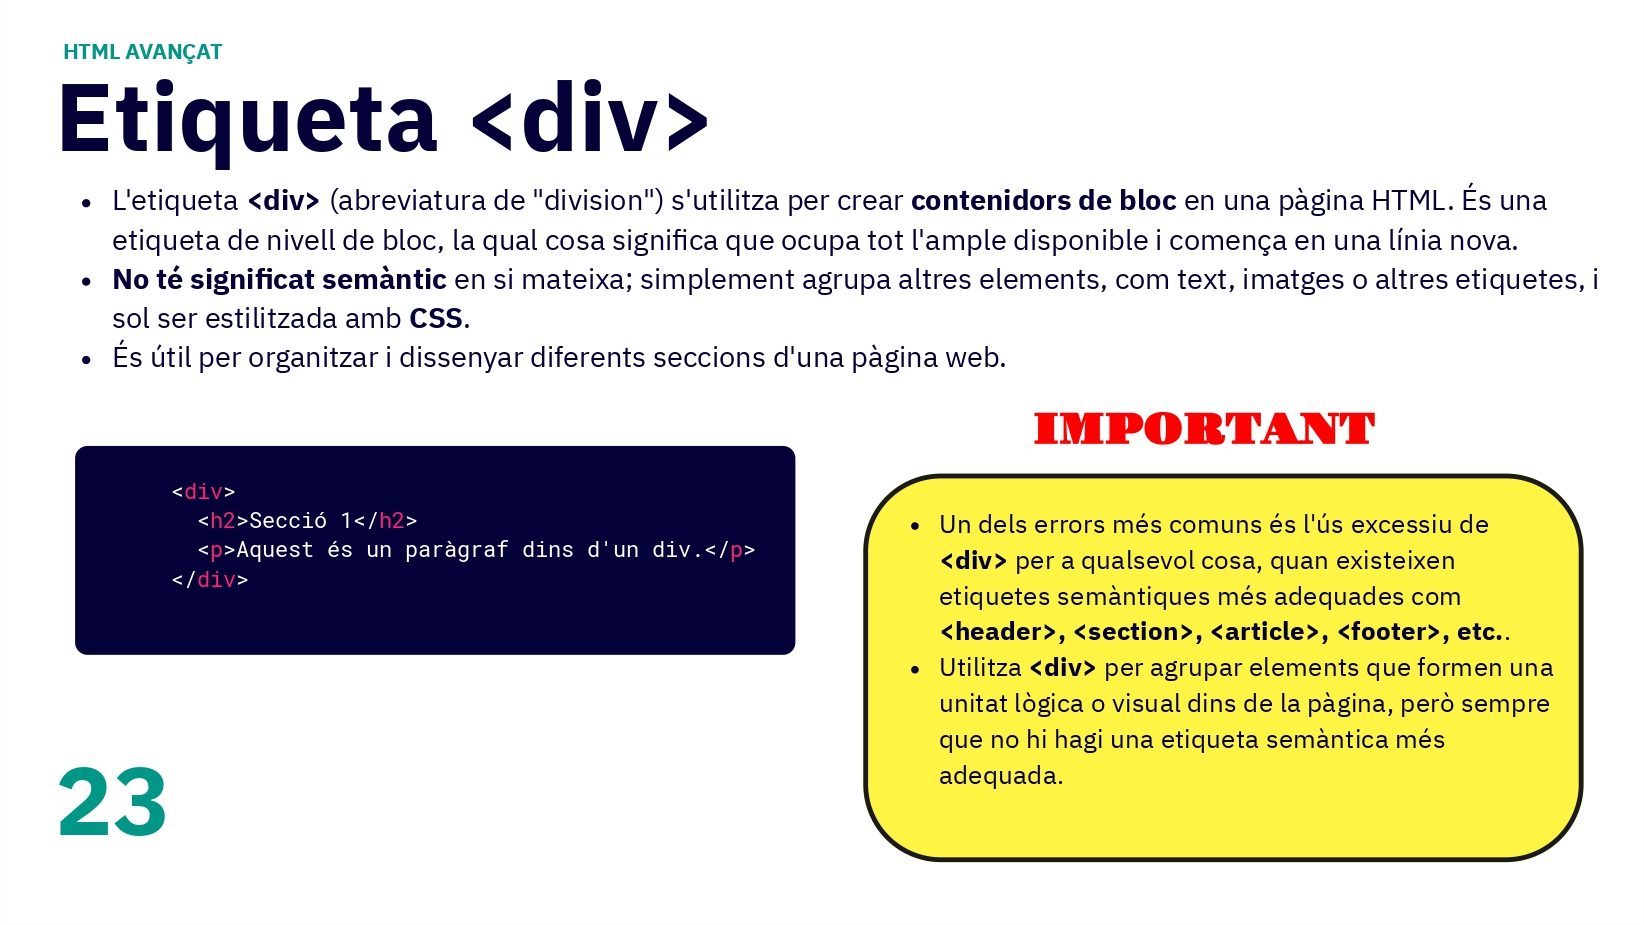 HTML AVANÇAT
Etiqueta <div>
• L'etiqueta <div> (abreviatura de "division") s'utilitza per crear contenidors de bloc en una pàgina HTML. És una
etiqueta de nivell de bloc, la qual cosa significa que ocupa tot l'ample disponible i comença en una línia nova.
• No té significat semàntic en si mateixa; simplement agrupa altres elements, com text, imatges o altres etiquetes, i
sol ser estilitzada amb CSS.
• És útil per organitzar i dissenyar diferents seccions d'una pàgina web.
<div>
  <h2>Secció 1</h2>
  <p>Aquest és un paràgraf dins d'un div.</p>
</div>
IMPORTANT
• Un dels errors més comuns és l'ús excessiu de
<div> per a qualsevol cosa, quan existeixen
etiquetes semàntiques més adequades com
<header>, <section>, <article>, <footer>, etc..
• Utilitza <div> per agrupar elements que formen una
unitat lògica o visual dins de la pàgina, però sempre
que no hi hagi una etiqueta semàntica més
adequada.
23